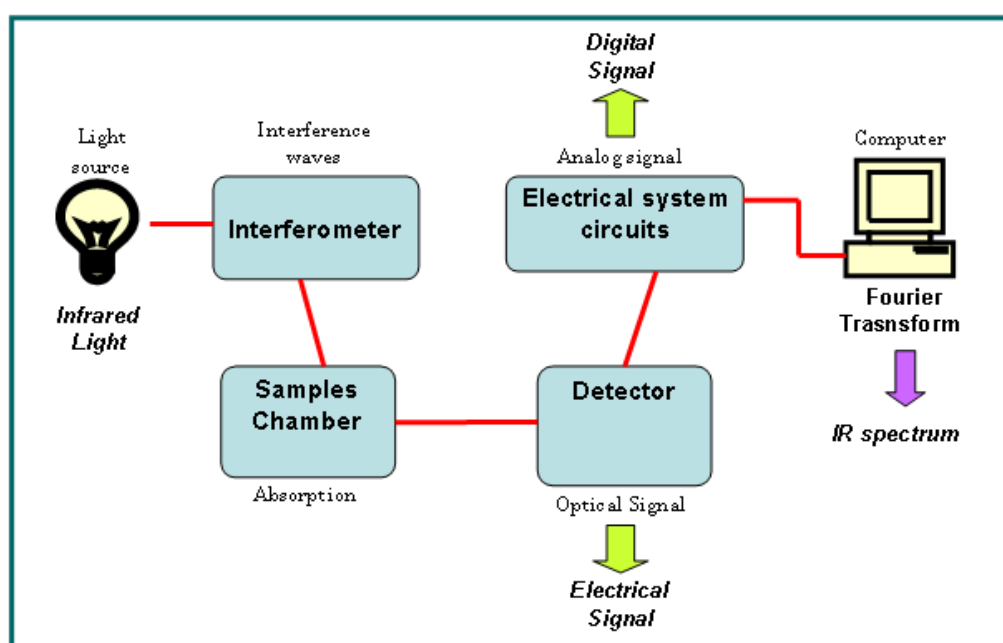 Light
source
Infrared
Light
Interference
waves
Interferometer
Samples
Chamber
Absorption
Detector
Optical Signal
Electrical
Signal
Digital
Signal
Analog signal
Electrical system
circuits
Computer
Fourier
Trasnsform
IR spectrum